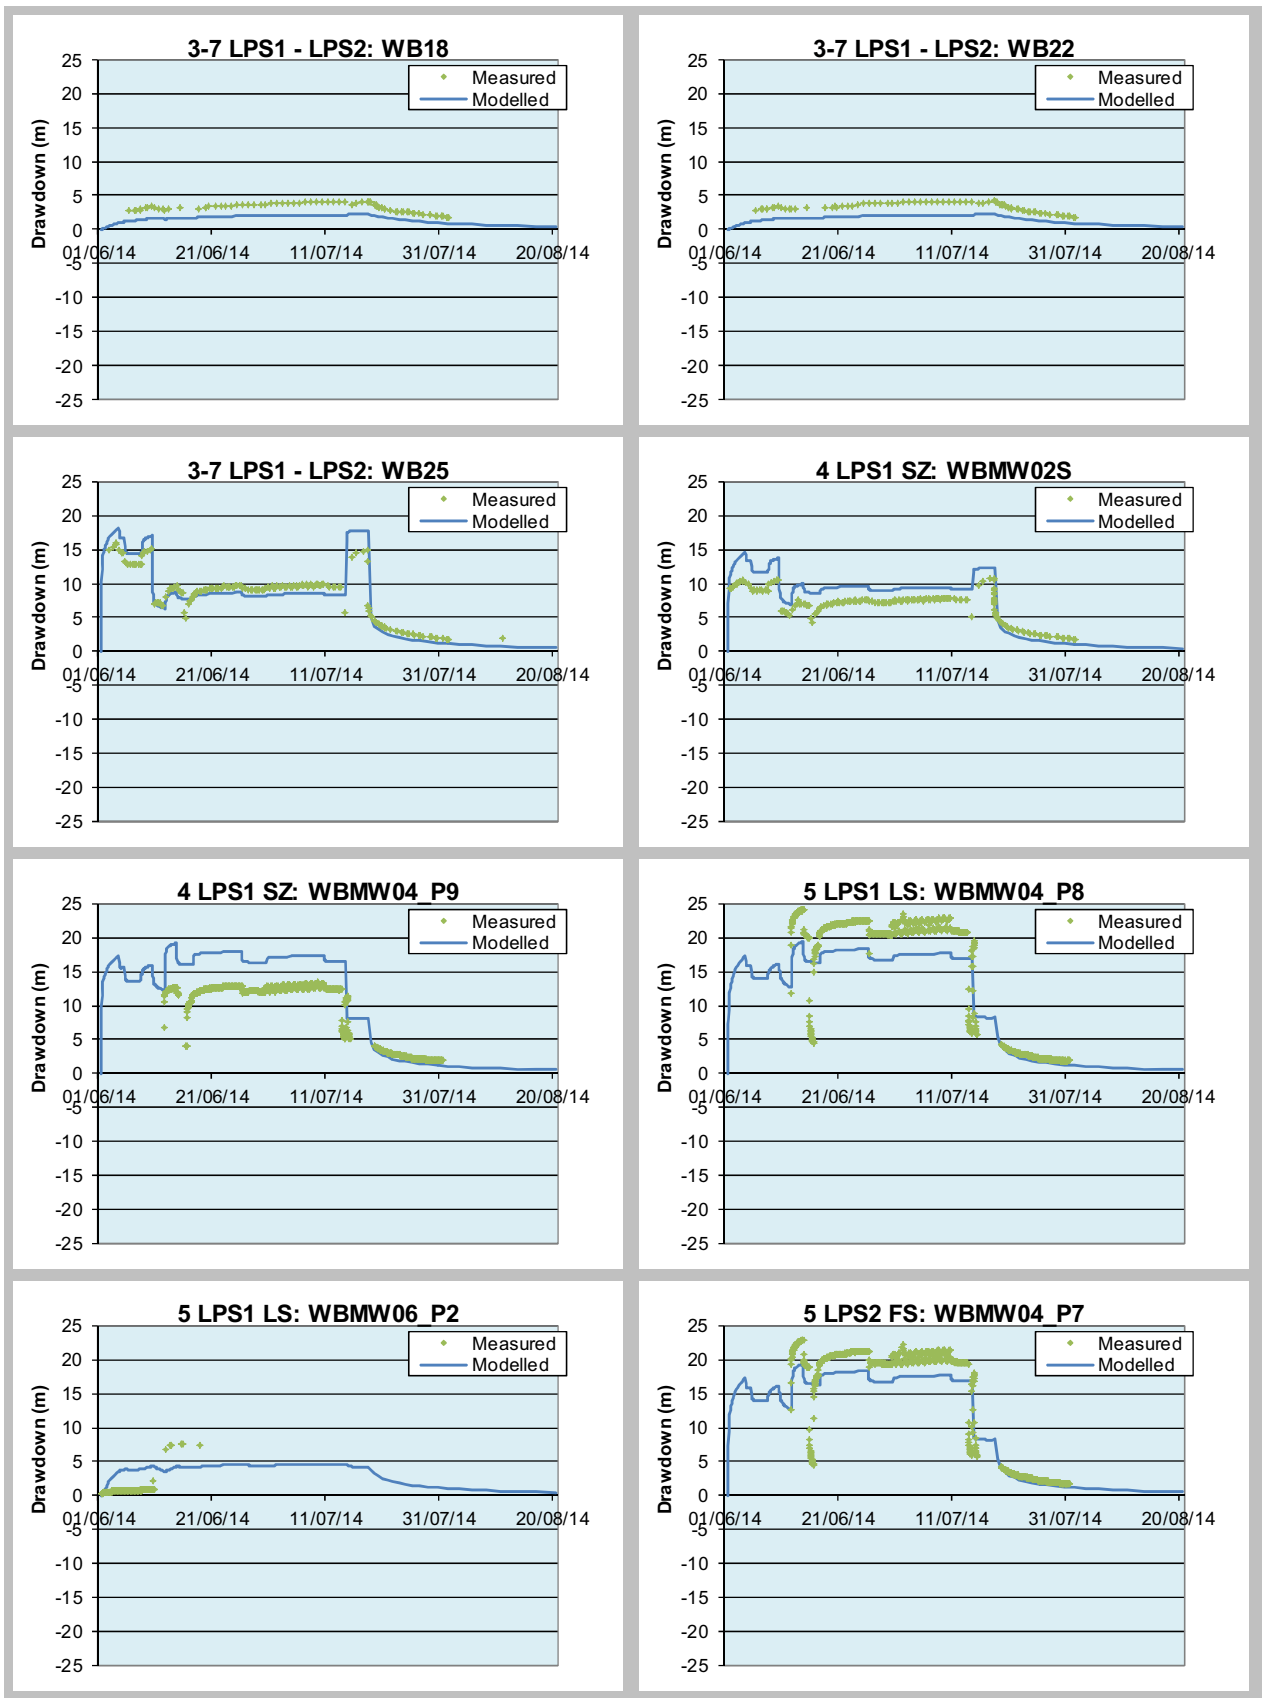 3-7 LPS1 - LPS2: WB18
Measured
Modelled
Drawdown (m)
25
20
15
10
5
0
-5
-10
-15
-20
-25
01/06/14 21/06/14 11/07/14 31/07/14 20/08/14
3-7 LPS1 - LPS2: WB22
Measured
Modelled
Drawdown (m)
25
20
15
10
5
0
-5
-10
-15
-20
-25
01/06/14 21/06/14 11/07/14 31/07/14 20/08/14
3-7 LPS1 - LPS2: WB25
Measured
Modelled
Drawdown (m)
25
20
15
10
5
0
-5
-10
-15
-20
-25
01/06/14 21/06/14 11/07/14 31/07/14 20/08/14
4 LPS1 SZ: WBMW02S
Measured
Modelled
Drawdown (m)
25
20
15
10
5
0
-5
-10
-15
-20
-25
01/06/14 21/06/14 11/07/14 31/07/14 20/08/14
4 LPS1 SZ: WBMW04_P9
Measured
Modelled
Drawdown (m)
25
20
15
10
5
0
-5
-10
-15
-20
-25
01/06/14 21/06/14 11/07/14 31/07/14 20/08/14
5 LPS1 LS: WBMW04_P8
Measured
Modelled
Drawdown (m)
25
20
15
10
5
0
-5
-10
-15
-20
-25
01/06/14 21/06/14 11/07/14 31/07/14 20/08/14
5 LPS1 LS: WBMW06_P2
Measured
Modelled
Drawdown (m)
25
20
15
10
5
0
-5
-10
-15
-20
-25
01/06/14 21/06/14 11/07/14 31/07/14 20/08/14
5 LPS2 FS: WBMW04_P7
Measured
Modelled
Drawdown (m)
25
20
15
10
5
0
-5
-10
-15
-20
-25
01/06/14 21/06/14 11/07/14 31/07/14 20/08/14